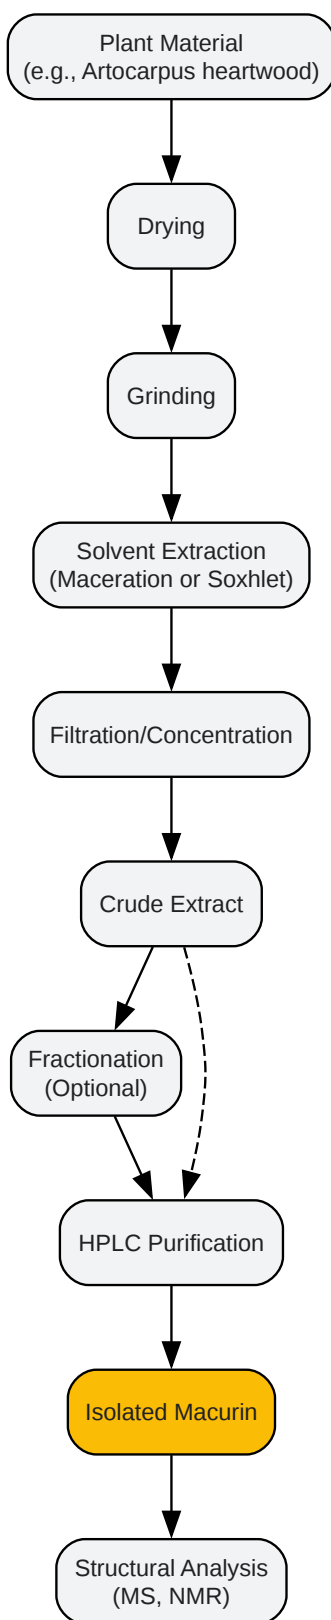 Plant Material
(e.g., Artocarpus heartwood)
Drying
Grinding
Solvent Extraction
(Maceration or Soxhlet)
Filtration/Concentration
Crude Extract
Fractionation
(Optional)
HPLC Purification
Isolated Macurin
Structural Analysis
(MS, NMR)